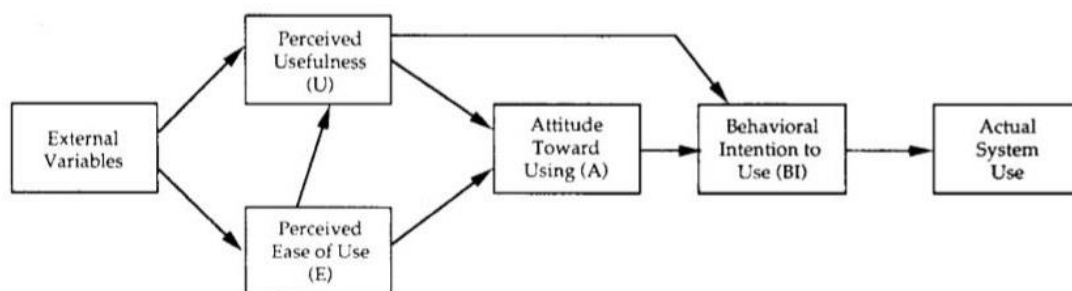 External
Variables
Perceived
Usefulness
(U)
Perceived
Ease of Use
(E)
Attitude
Toward
Using (A)
Behavioral
Intention to
Use (BI)
Actual
System
Use